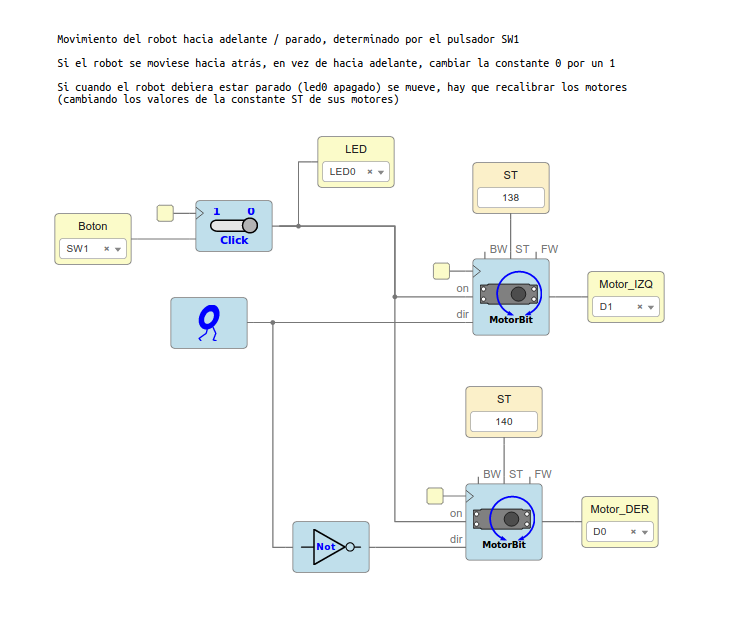 Movimiento del robot hacia adelante / parado, determinado por el pulsador SW1
Si el robot se moviese hacia atrás, en vez de hacia adelante, cambiar la constante 0 por un 1
Si cuando el robot debiera estar parado (led0 apagado) se mueve, hay que recalibrar los motores
(cambiando los valores de la constante ST de sus motores)
LED
LED0
ST
138
1 0
Click
Boton
SW1
BW ST FW
on
dir
MotorBit
Motor_IZQ
D1
0
ST
140
BW ST FW
on
dir
MotorBit
Motor_DER
D0
Not